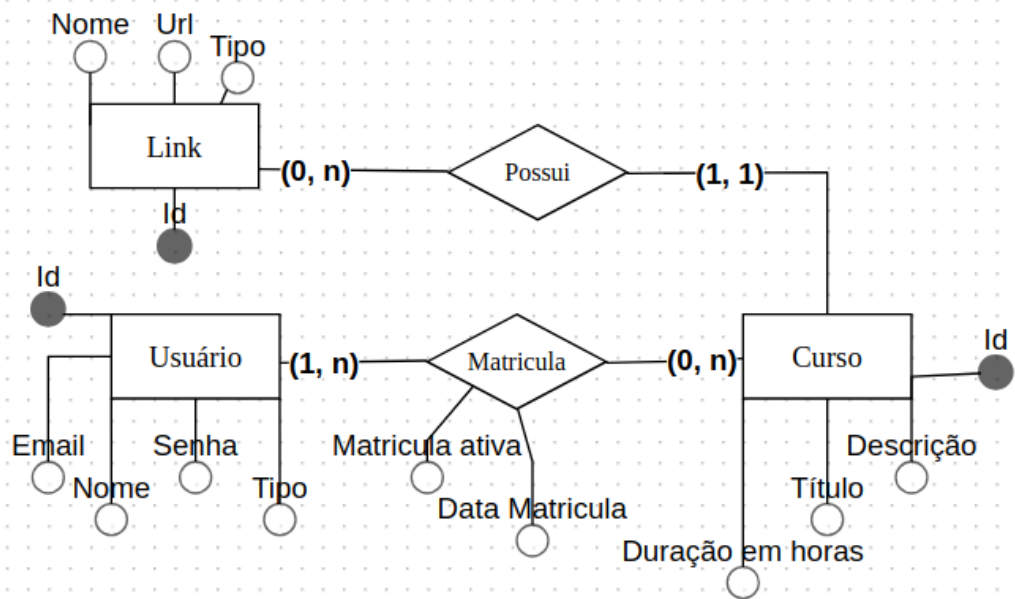 Nome
Url
Tipo
Link
(0, n)
Possui
(1, 1)
Id
Id
Usuário
(1, n)
Matricula
(0, n)
Curso
Id
Email
Senha
Matricula ativa
Descrição
Nome
Tipo
Título
Data Matricula
Duração em horas